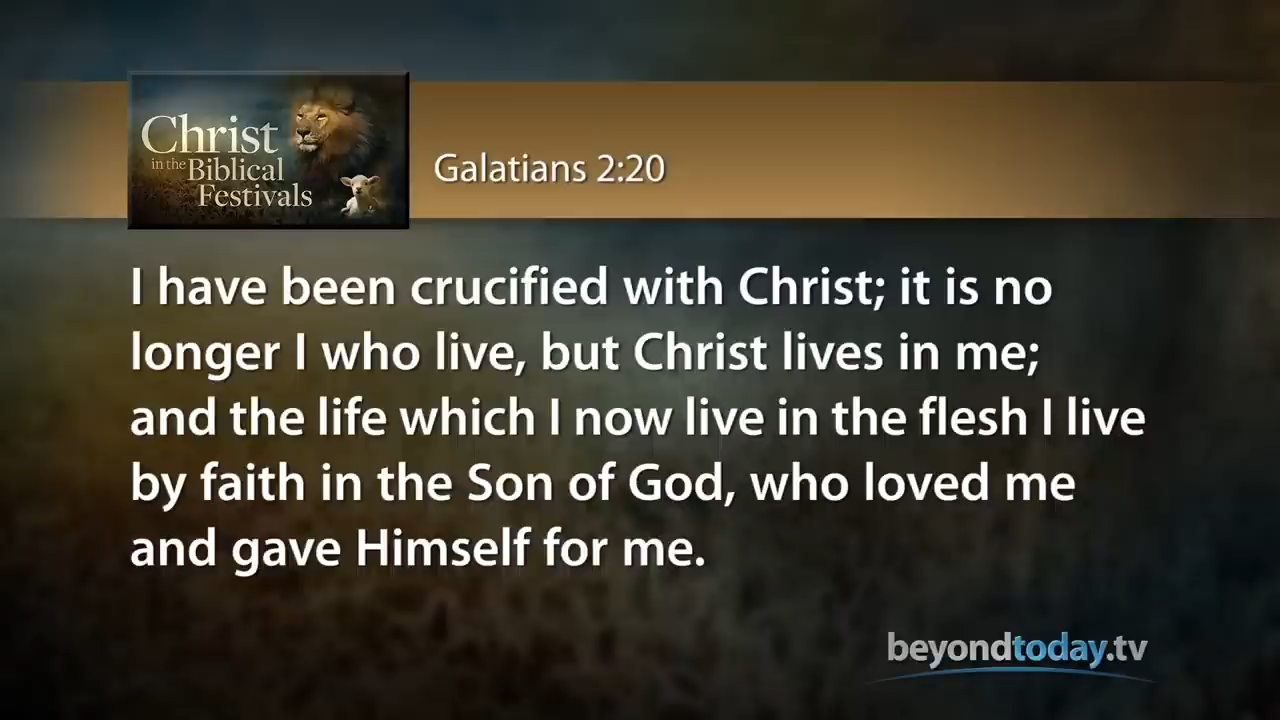 Christ
in the Biblical
Festivals
Galatians 2:20
I have been crucified with Christ; it is no
longer I who live, but Christ lives in me;
and the life which I now live in the flesh I live
by faith in the Son of God, who loved me
and gave Himself for me.
beyondtoday.tv